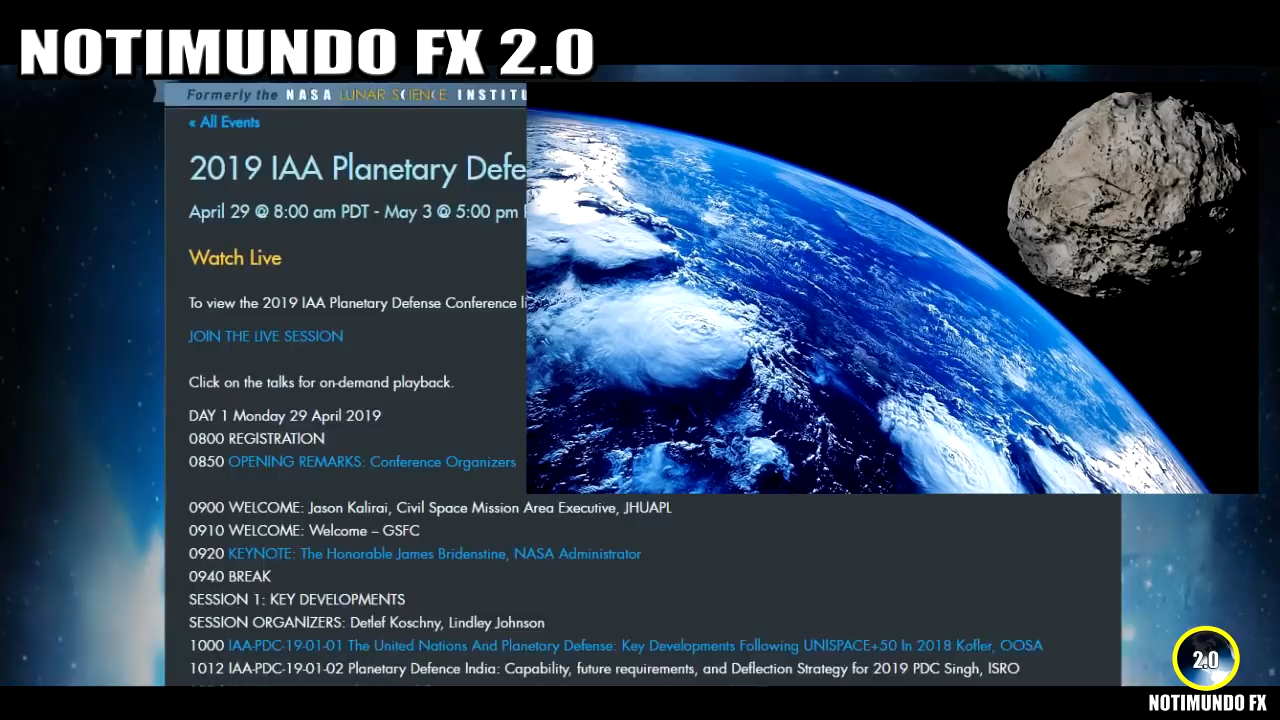 NOTIMUNDO FX 2.0
Formerly the NASA LUNAR SCIENCE INSTITU
« All Events
2019 IAA Planetary Defe
April 29 @ 8:00 am PDT - May 3 @ 5:00 pm
Watch Live
To view the 2019 IAA Planetary Defense Conference li
JOIN THE LIVE SESSION
Click on the talks for on-demand playback.
DAY 1 Monday 29 April 2019
0800 REGISTRATION
0850 OPENING REMARKS: Conference Organizers
0900 WELCOME: Jason Kalirai, Civil Space Mission Area Executive, JHUAPL
0910 WELCOME: Welcome – GSFC
0920 KEYNOTE: The Honorable James Bridenstine, NASA Administrator
0940 BREAK
SESSION 1: KEY DEVELOPMENTS
SESSION ORGANIZERS: Detlef Koschny, Lindley Johnson
1000 IAA-PDC-19-01-01 The United Nations And Planetary Defense: Key Developments Following UNISPACE+50 In 2018 Kofler, OOSA
1012 IAA-PDC-19-01-02 Planetary Defence India: Capability, future requirements, and Deflection Strategy for 2019 PDC Singh, ISRO
2.0
NOTIMUNDO FX